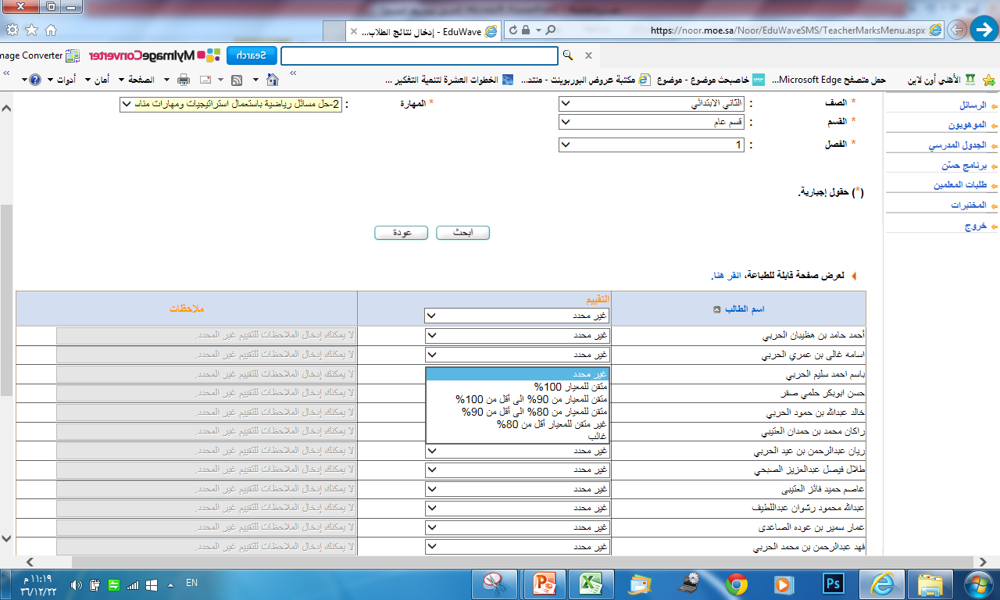 إدخال نتائج الطلاب... - EduWave
https://noor.moe.sa/Noor/EduWaveSMS/TeacherMarksMenu.aspx
mage Converter
MyImageConverter
Search
الأهلي أون لاين
حمل متصفح Microsoft Edge...
خاصبحث موضوع - موضوع
مكتبة عروض البوربوينت - منتد...
الخطوات العشرة لتنمية التفكير ...
الصفحة
أمان
أدوات
الرسائل
الموهوبون
الجدول المدرسي
برنامج حسّن
طلبات المعلمين
المختبرات
خروج
* الصف : الثاني الابتدائي
* المهارة : 2-حل مسائل رياضية باستعمال استراتيجيات ومهارات مناس
* القسم : قسم عام
* الفصل : 1
(*) حقول إجبارية.
ابحث
عودة
لعرض صفحة قابلة للطباعة، انقر هنا.
اسم الطالب
التقييم
غير محدد
ملاحظات
أحمد حامد بن هظيبان الحربي غير محدد لا يمكنك إدخال الملاحظات للتقييم غير المحدد.
اسامه غالى بن عمري الحربي غير محدد لا يمكنك إدخال الملاحظات للتقييم غير المحدد.
باسم احمد سليم الحربي لا يمكنك إدخال الملاحظات للتقييم غير المحدد.
حسن ابوبكر حلمي صقر لا يمكنك إدخال الملاحظات للتقييم غير المحدد.
خالد عبدالله بن حمود الحربي لا يمكنك إدخال الملاحظات للتقييم غير المحدد.
راكان محمد بن حمدان العتيبي لا يمكنك إدخال الملاحظات للتقييم غير المحدد.
غير محدد
متقن للمعيار 100%
متقن للمعيار من 90% الى أقل من 100%
متقن للمعيار من 80% الى أقل من 90%
غير متقن للمعيار أقل من 80%
غائب
ريان عبدالرحمن بن عيد الحربي غير محدد لا يمكنك إدخال الملاحظات للتقييم غير المحدد.
طلال فيصل عبدالعزيز الصبحي غير محدد لا يمكنك إدخال الملاحظات للتقييم غير المحدد.
عاصم حميد فائز العتيبى غير محدد لا يمكنك إدخال الملاحظات للتقييم غير المحدد.
عبدالله محمود رشوان عبداللطيف غير محدد لا يمكنك إدخال الملاحظات للتقييم غير المحدد.
عمار سمير بن عوده الصاعدى غير محدد لا يمكنك إدخال الملاحظات للتقييم غير المحدد.
فهد عبدالرحمن بن محمد الحربي غير محدد لا يمكنك إدخال الملاحظات للتقييم غير المحدد.
Ps
EN
١١:١٩ م
٣٦/١٢/٢٢